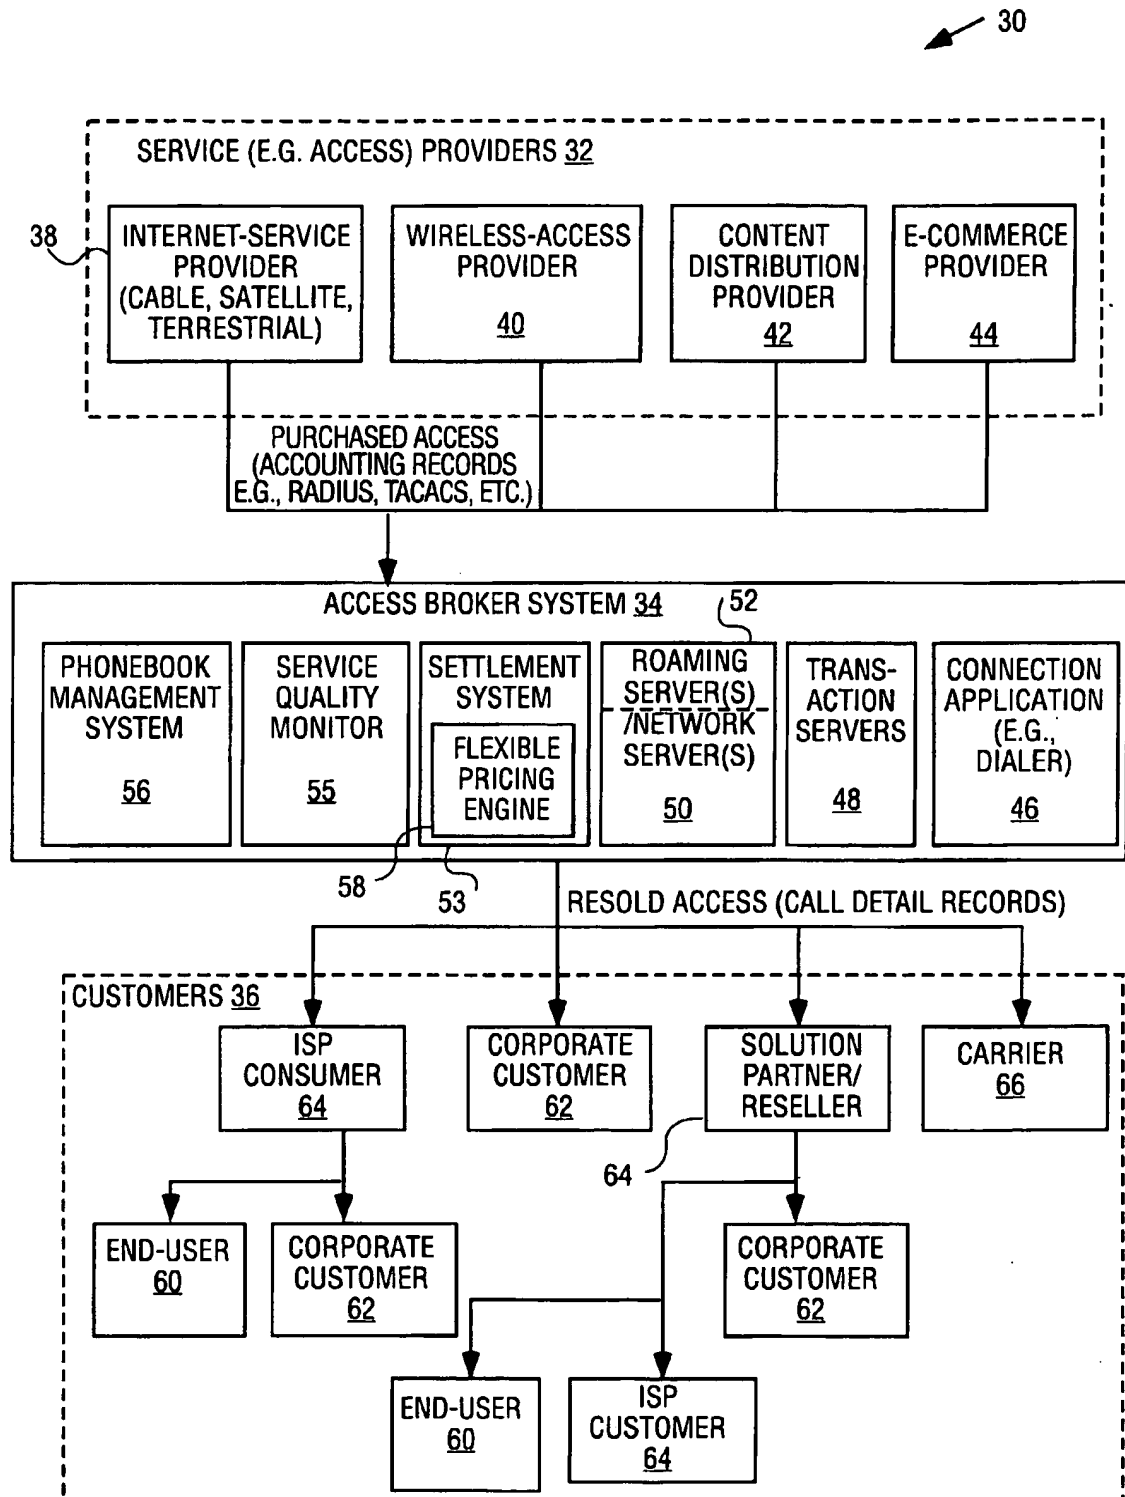 30
SERVICE (E.G. ACCESS) PROVIDERS 32
38
INTERNET-SERVICE
PROVIDER
(CABLE, SATELLITE,
TERRESTRIAL)
WIRELESS-ACCESS
PROVIDER
40
CONTENT
DISTRIBUTION
PROVIDER
42
E-COMMERCE
PROVIDER
44
PURCHASED ACCESS
(ACCOUNTING RECORDS
E.G., RADIUS, TACACS, ETC.)
ACCESS BROKER SYSTEM 34
52
PHONEBOOK
MANAGEMENT
SYSTEM
56
SERVICE
QUALITY
MONITOR
55
SETTLEMENT
SYSTEM
FLEXIBLE
PRICING
ENGINE
58
53
ROAMING
SERVER(S)
/NETWORK
SERVER(S)
50
TRANS-
ACTION
SERVERS
48
CONNECTION
APPLICATION
(E.G.,
DIALER)
46
RESOLD ACCESS (CALL DETAIL RECORDS)
CUSTOMERS 36
ISP
CONSUMER
64
CORPORATE
CUSTOMER
62
SOLUTION
PARTNER/
RESELLER
64
CARRIER
66
END-USER
60
CORPORATE
CUSTOMER
62
CORPORATE
CUSTOMER
62
END-USER
60
ISP
CUSTOMER
64